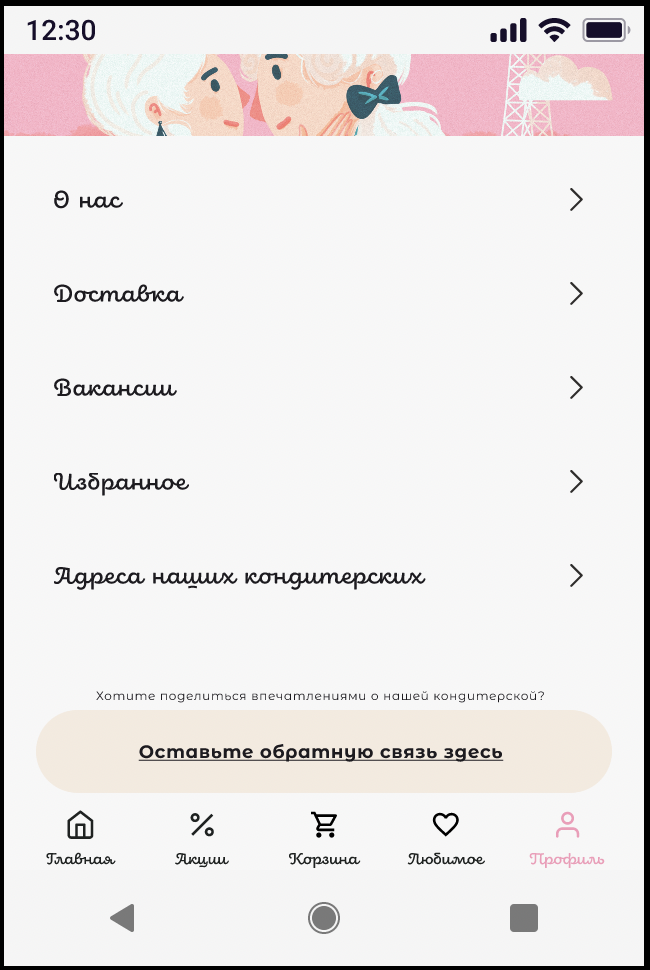 12:30
О нас
Доставка
Вакансии
Избранное
Адреса наших кондитерских
Хотите поделиться впечатлениями о нашей кондитерской?
Оставьте обратную связь здесь
Главная
Акции
Корзина
Любимое
Профиль